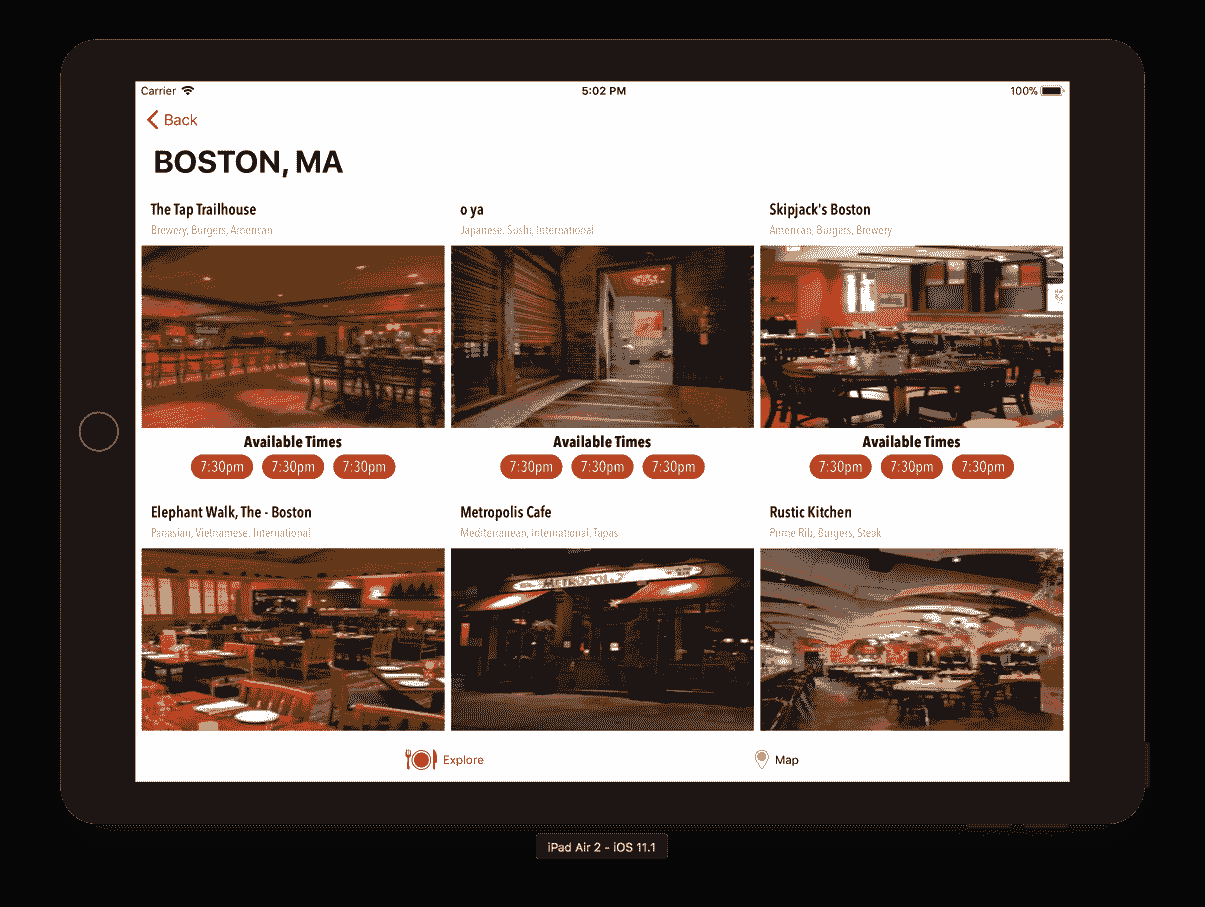 Carrier 5:02 PM 100%
Back
BOSTON, MA
The Tap Trailhouse
Brewery, Burgers, American
o ya
Japanese, Sushi, International
Skipjack's Boston
American, Burgers, Brewery
Available Times
7:30pm 7:30pm 7:30pm
Available Times
7:30pm 7:30pm 7:30pm
Available Times
7:30pm 7:30pm 7:30pm
Elephant Walk, The - Boston
Panasian, Vietnamese, International
Metropolis Cafe
Mediterranean, International, Tapas
Rustic Kitchen
Prime Rib, Burgers, Steak
Explore
Map
iPad Air 2 - iOS 11.1